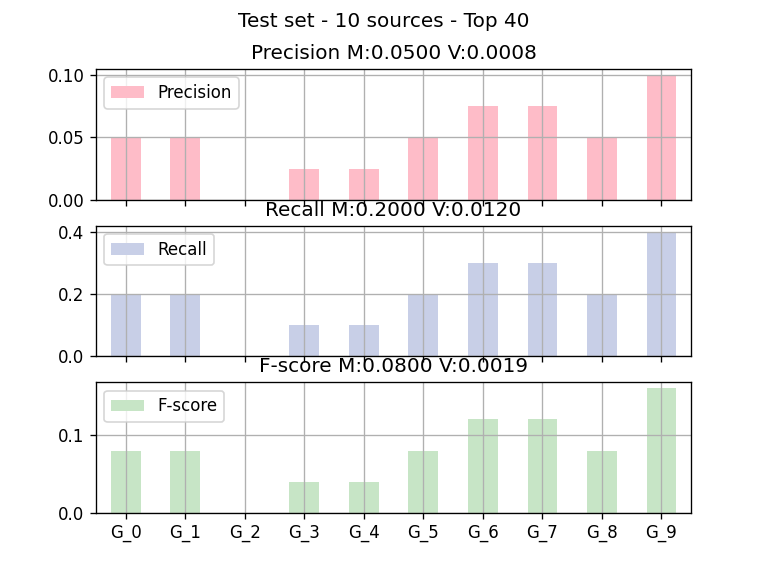 Test set - 10 sources - Top 40
Precision M:0.0500 V:0.0008
0.10
0.05
0.00
Precision
Recall M:0.2000 V:0.0120
0.4
0.2
0.0
Recall
F-score M:0.0800 V:0.0019
0.1
0.0
F-score
G_0 G_1 G_2 G_3 G_4 G_5 G_6 G_7 G_8 G_9